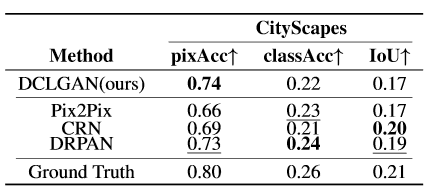 CityScapes
Method pixAcc↑ classAcc↑ IoU↑
DCLGAN(ours) 0.74 0.22 0.17
Pix2Pix 0.66 0.23 0.17
CRN 0.69 0.21 0.20
DRPAN 0.73 0.24 0.19
Ground Truth 0.80 0.26 0.21